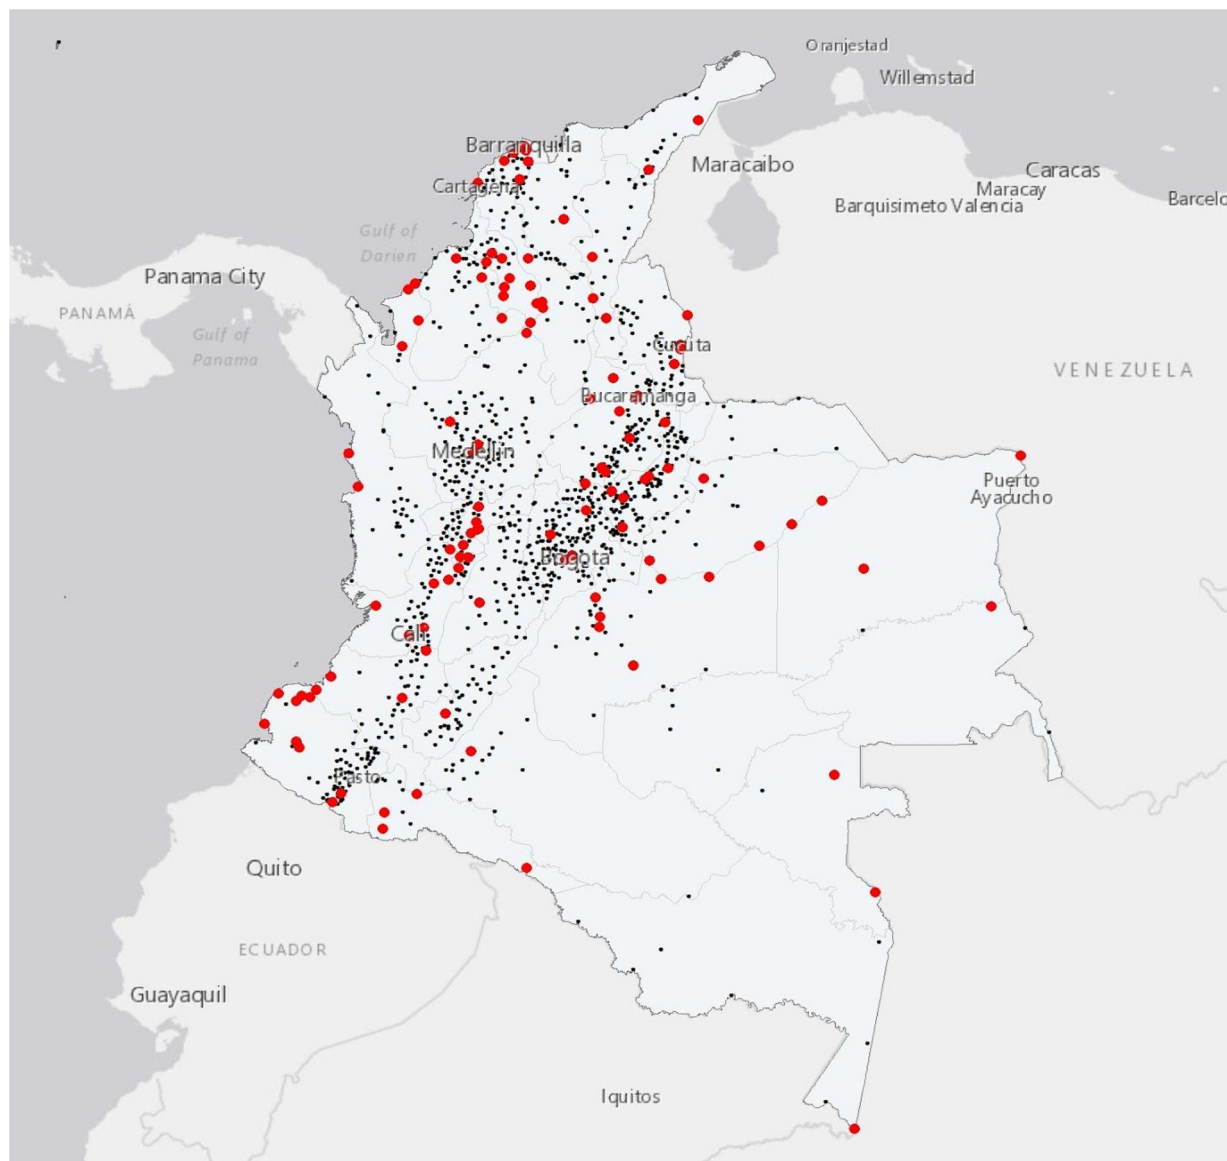 Oranjestad
Willemstad
Barranquilla
Maracaibo
Caracas
Cartagena
Maracay
Barcelo
Barquisimeto Valencia
Gulf of
Darien
Panama City
PANAMÁ
Gulf of
Panama
Cucuta
VENEZUELA
Bucaramanga
Medellin
Puerto
Ayacucho
Bogota
Cali
Pasto
Quito
ECUADOR
Guayaquil
Iquitos